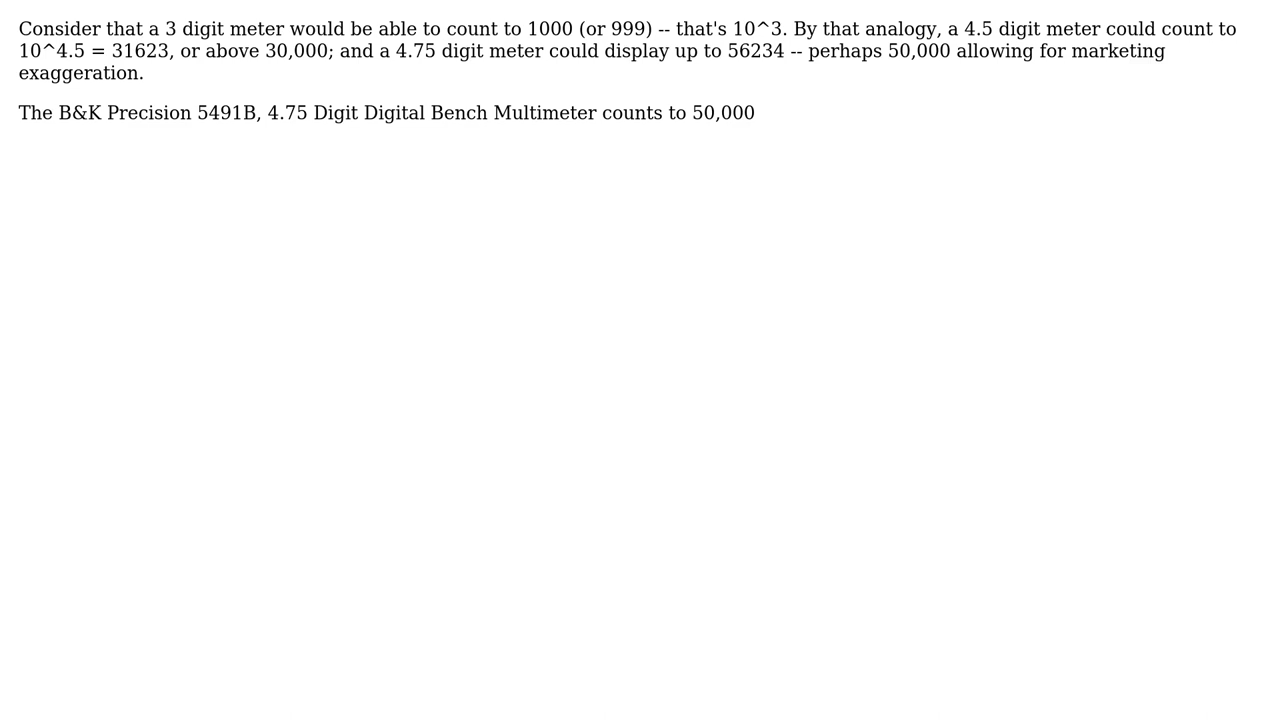 Consider that a 3 digit meter would be able to count to 1000 (or 999) -- that's 10^3. By that analogy, a 4.5 digit meter could count to
10^4.5 = 31623, or above 30,000; and a 4.75 digit meter could display up to 56234 -- perhaps 50,000 allowing for marketing
exaggeration.
The B&K Precision 5491B, 4.75 Digit Digital Bench Multimeter counts to 50,000